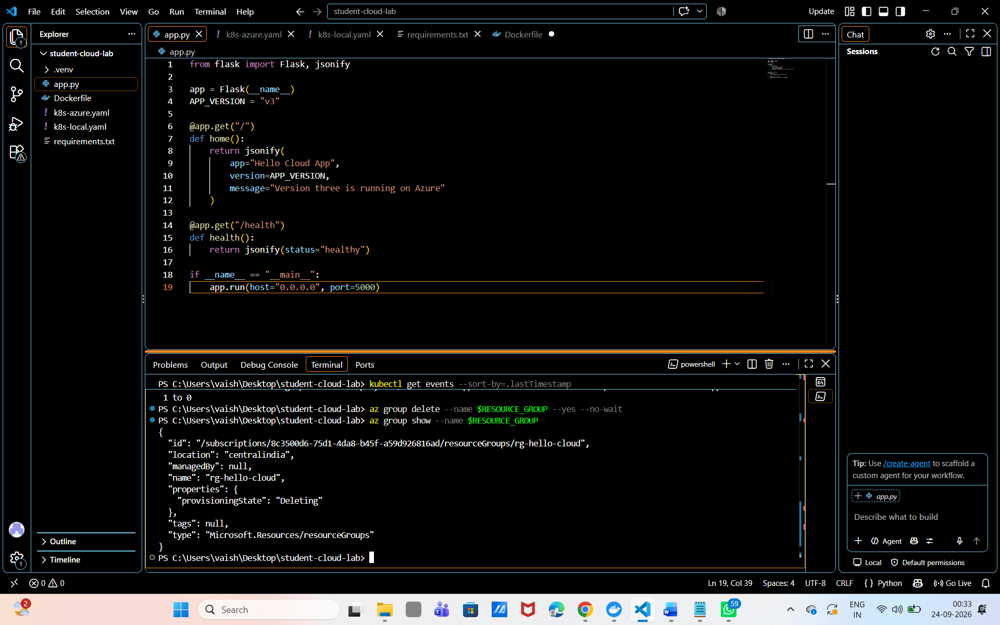 File Edit Selection View Go Run Terminal Help
student-cloud-lab
Update
1
Explorer
student-cloud-lab
.venv
app.py
Dockerfile
! k8s-azure.yaml
! k8s-local.yaml
requirements.txt
Outline
Timeline
1
app.py
! k8s-azure.yaml
! k8s-local.yaml
requirements.txt
Dockerfile
app.py
1 from flask import Flask, jsonify
2
3 app = Flask(__name__)
4 APP_VERSION = "v3"
5
6 @app.get("/")
7 def home():
8 return jsonify(
9 app="Hello Cloud App",
10 version=APP_VERSION,
11 message="Version three is running on Azure"
12 )
13
14 @app.get("/health")
15 def health():
16 return jsonify(status="healthy")
17
18 if __name__ == "__main__":
19 app.run(host="0.0.0.0", port=5000)
Problems Output Debug Console Terminal Ports
powershell
PS C:\Users\vaish\Desktop\student-cloud-lab> kubectl get events --sort-by=.lastTimestamp
1 to 0
PS C:\Users\vaish\Desktop\student-cloud-lab> az group delete --name $RESOURCE_GROUP --yes --no-wait
PS C:\Users\vaish\Desktop\student-cloud-lab> az group show --name $RESOURCE_GROUP
{
"id": "/subscriptions/8c3500d6-75d1-4da8-b45f-a59d926816ad/resourceGroups/rg-hello-cloud",
"location": "centralindia",
"managedBy": null,
"name": "rg-hello-cloud",
"properties": {
"provisioningState": "Deleting"
},
"tags": null,
"type": "Microsoft.Resources/resourceGroups"
}
PS C:\Users\vaish\Desktop\student-cloud-lab>
Chat
Sessions
Tip: Use /create-agent to scaffold a
custom agent for your workflow.
app.py
Describe what to build
Agent
Local Default permissions
0 0
Ln 19, Col 39 Spaces: 4 UTF-8 CRLF { } Python Go Live
2
Search
59
ENG
IN
00:33
24-09-2026